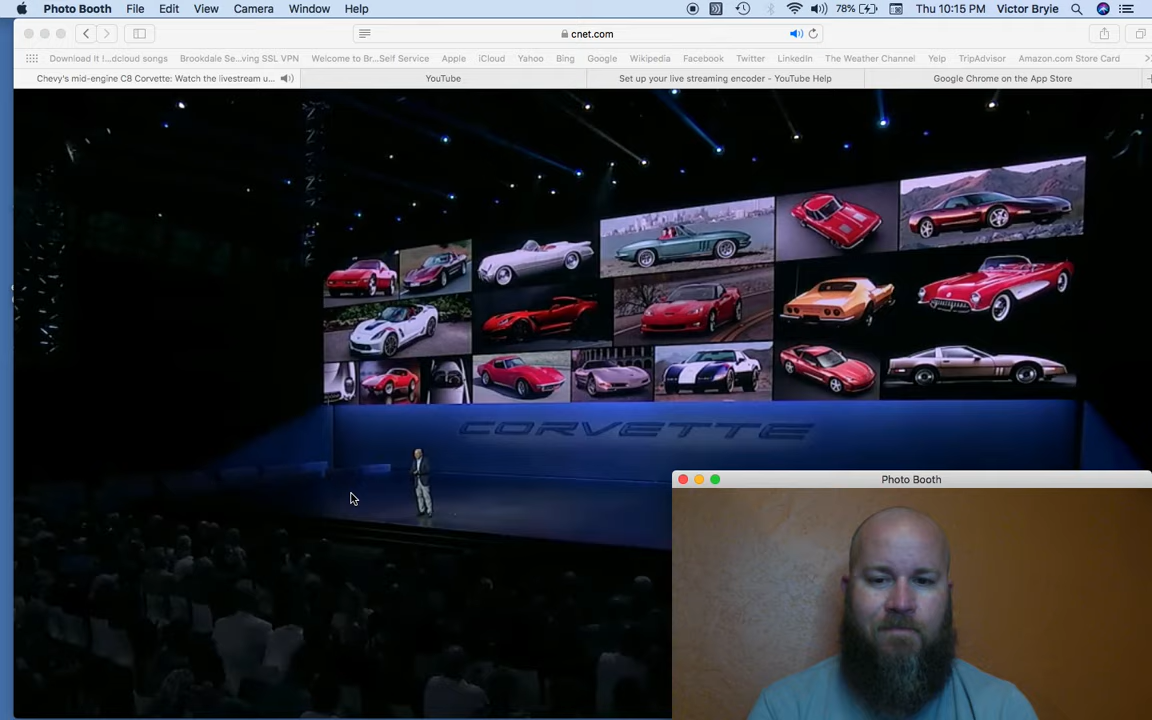 Photo Booth File Edit View Camera Window Help 78% Thu 10:15 PM Victor Bryie
cnet.com
Download It !...dcloud songs Brookdale Se...ving SSL VPN Welcome to Br...Self Service Apple iCloud Yahoo Bing Google Wikipedia Facebook Twitter LinkedIn The Weather Channel Yelp TripAdvisor Amazon.com Store Card
Chevy's mid-engine C8 Corvette: Watch the livestream u... YouTube Set up your live streaming encoder - YouTube Help Google Chrome on the App Store
CORVETTE
Photo Booth